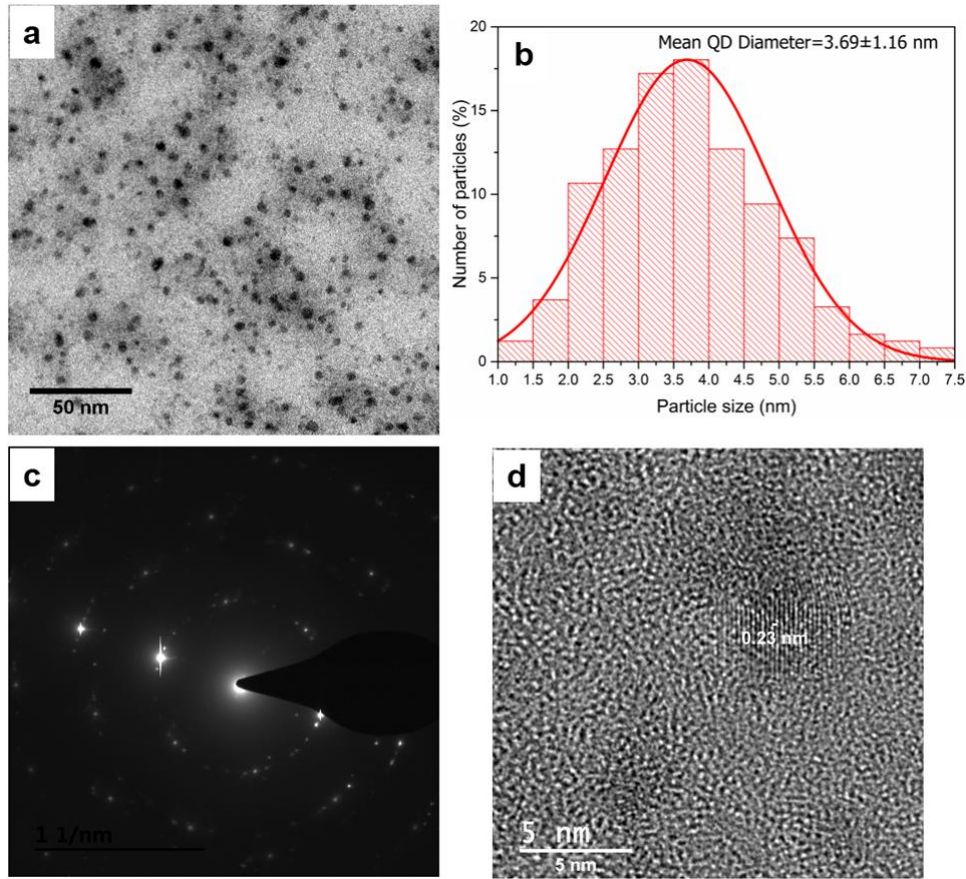 a
50 nm
b
Mean QD Diameter=3.69±1.16 nm
20
15
10
5
0
Number of particles (%)
1.0 1.5 2.0 2.5 3.0 3.5 4.0 4.5 5.0 5.5 6.0 6.5 7.0 7.5
Particle size (nm)
c
1 1/nm
d
0.23 nm
5 nm
5 nm